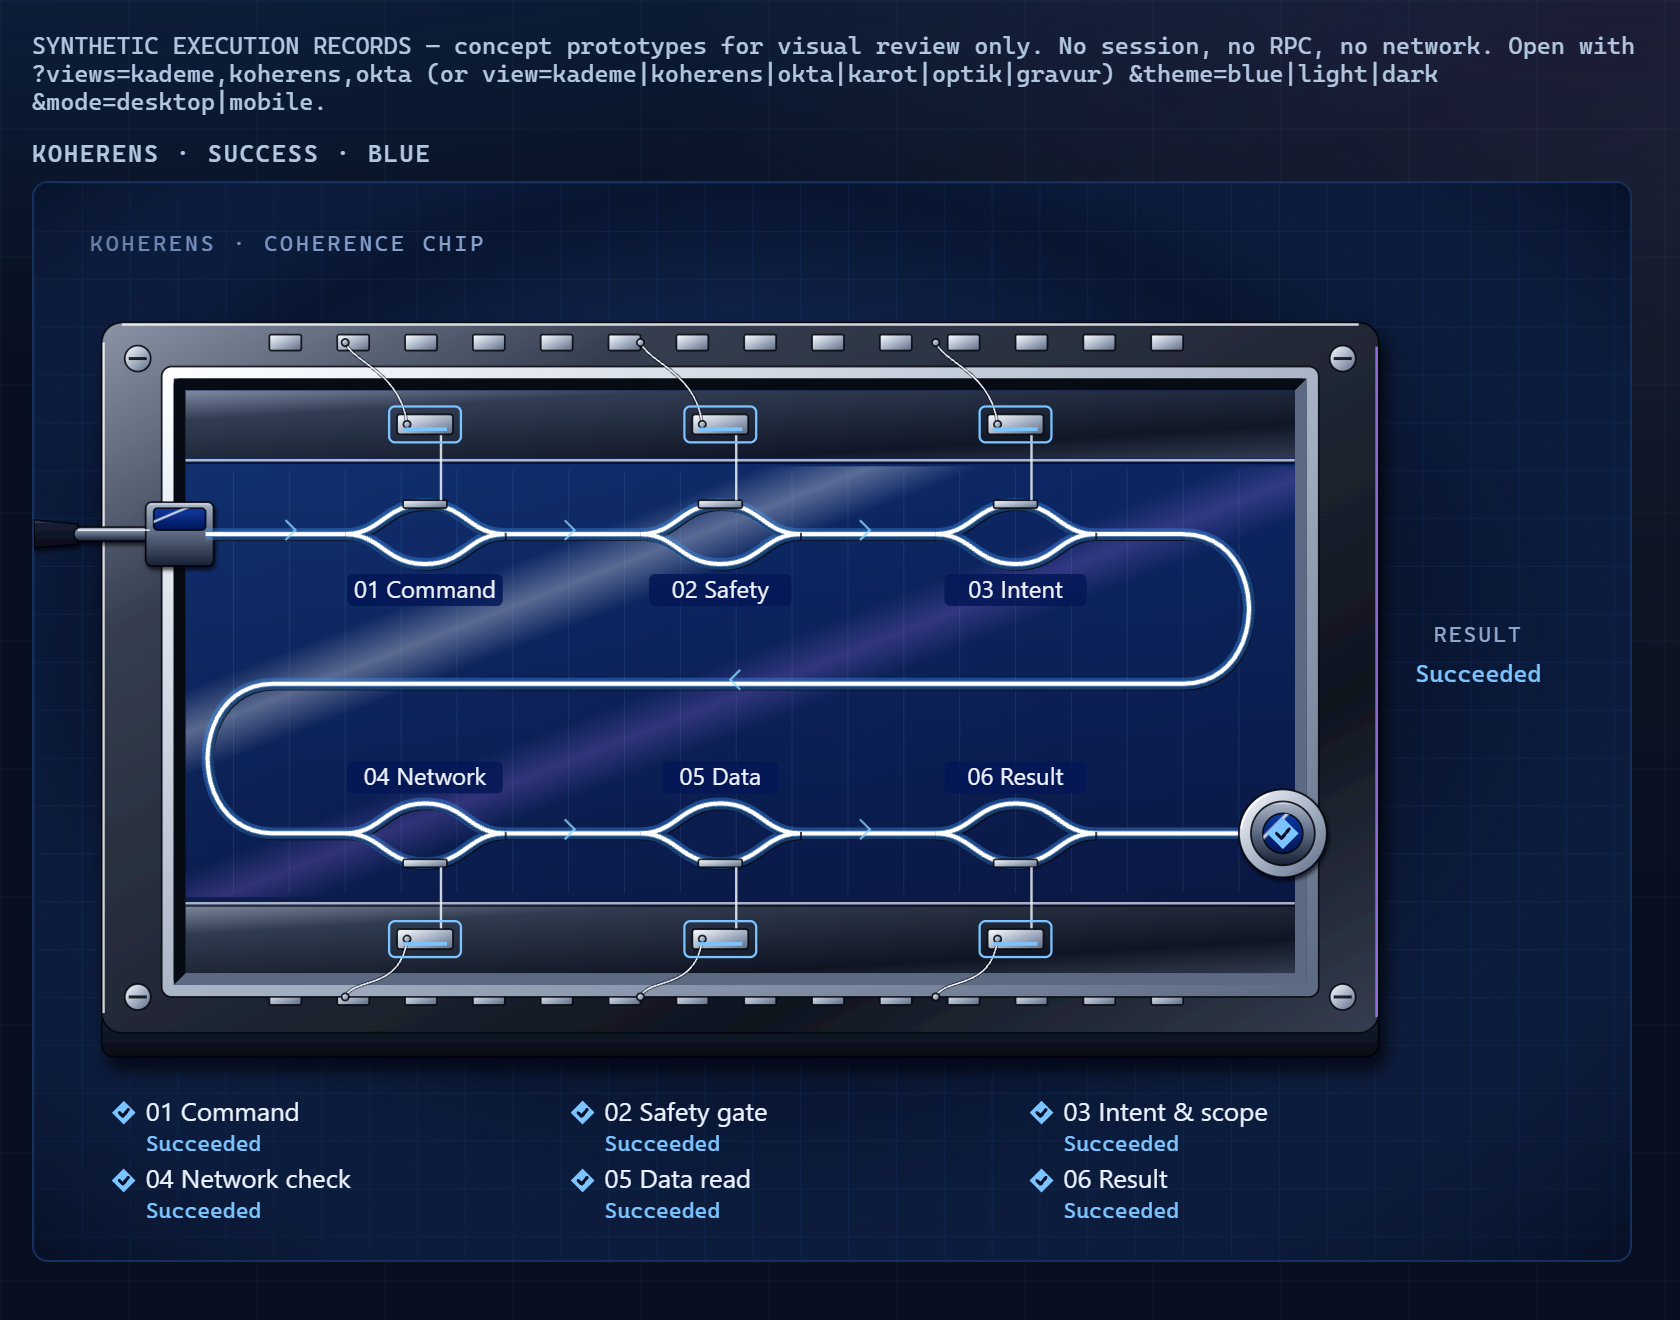 SYNTHETIC EXECUTION RECORDS — concept prototypes for visual review only. No session, no RPC, no network. Open with
?views=kademe,koherens,okta (or view=kademe|koherens|okta|karot|optik|gravur) &theme=blue|light|dark
&mode=desktop|mobile.
KOHERENS · SUCCESS · BLUE
KOHERENS · COHERENCE CHIP
01 Command
02 Safety
03 Intent
RESULT
Succeeded
04 Network
05 Data
06 Result
01 Command
Succeeded
02 Safety gate
Succeeded
03 Intent & scope
Succeeded
04 Network check
Succeeded
05 Data read
Succeeded
06 Result
Succeeded